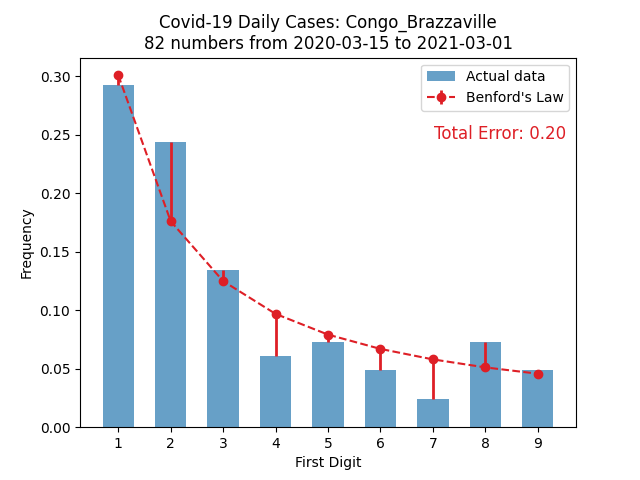 Covid-19 Daily Cases: Congo_Brazzaville
82 numbers from 2020-03-15 to 2021-03-01
Actual data
Benford's Law
Total Error: 0.20
Frequency
0.30
0.25
0.20
0.15
0.10
0.05
0.00
1 2 3 4 5 6 7 8 9
First Digit